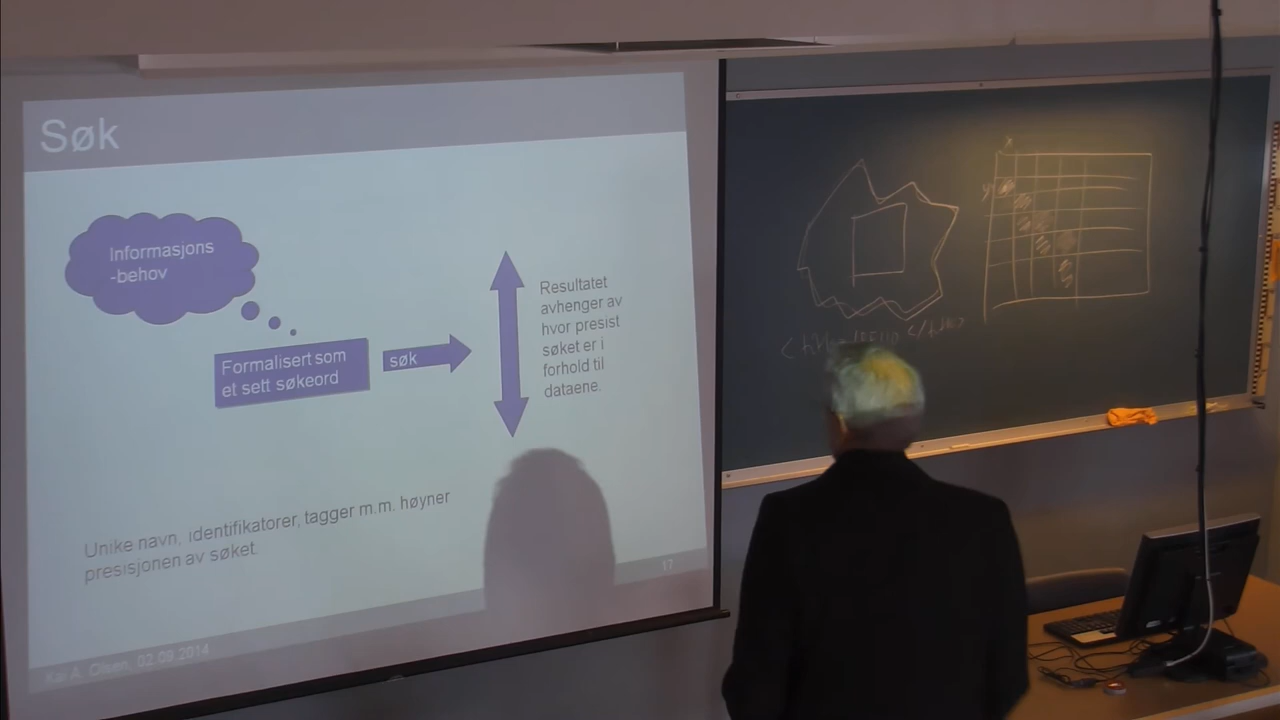 Søk
Informasjons
-behov
Formalisert som
et sett søkeord
søk
Resultatet
avhenger av
hvor presist
søket er i
forhold til
dataene.
Unike navn, identifikatorer, tagger m.m. høyner
presisjonen av søket.
17
Kai A. Olsen, 02.09.2014
x
y